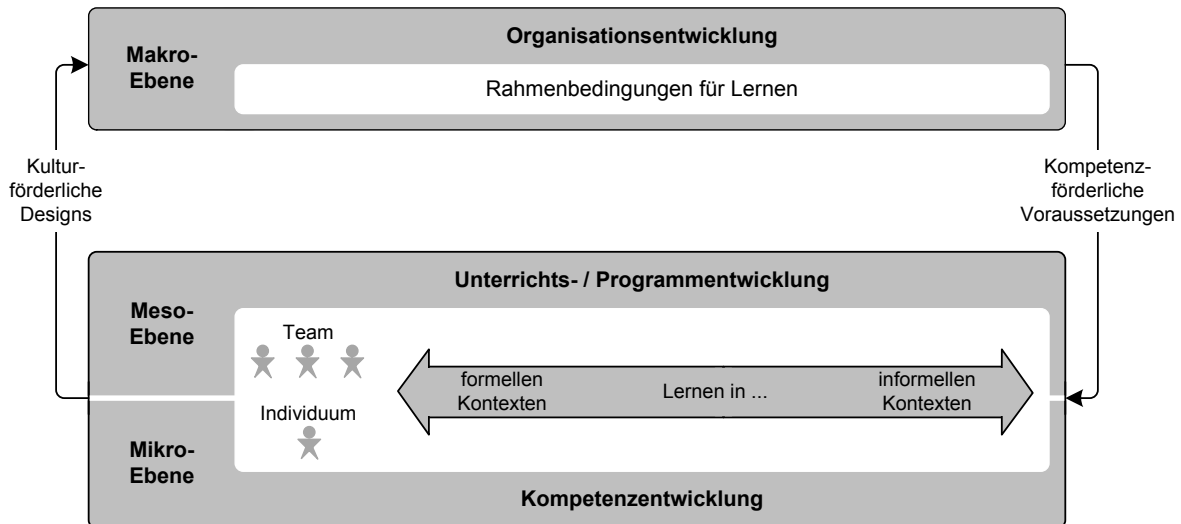 Organisationsentwicklung
Makro-
Ebene
Rahmenbedingungen für Lernen
Kultur-
förderliche
Designs
Kompetenz-
förderliche
Voraussetzungen
Unterrichts- / Programmentwicklung
Meso-
Ebene
Team
formellen
Kontexten
Lernen in ...
informellen
Kontexten
Individuum
Mikro-
Ebene
Kompetenzentwicklung